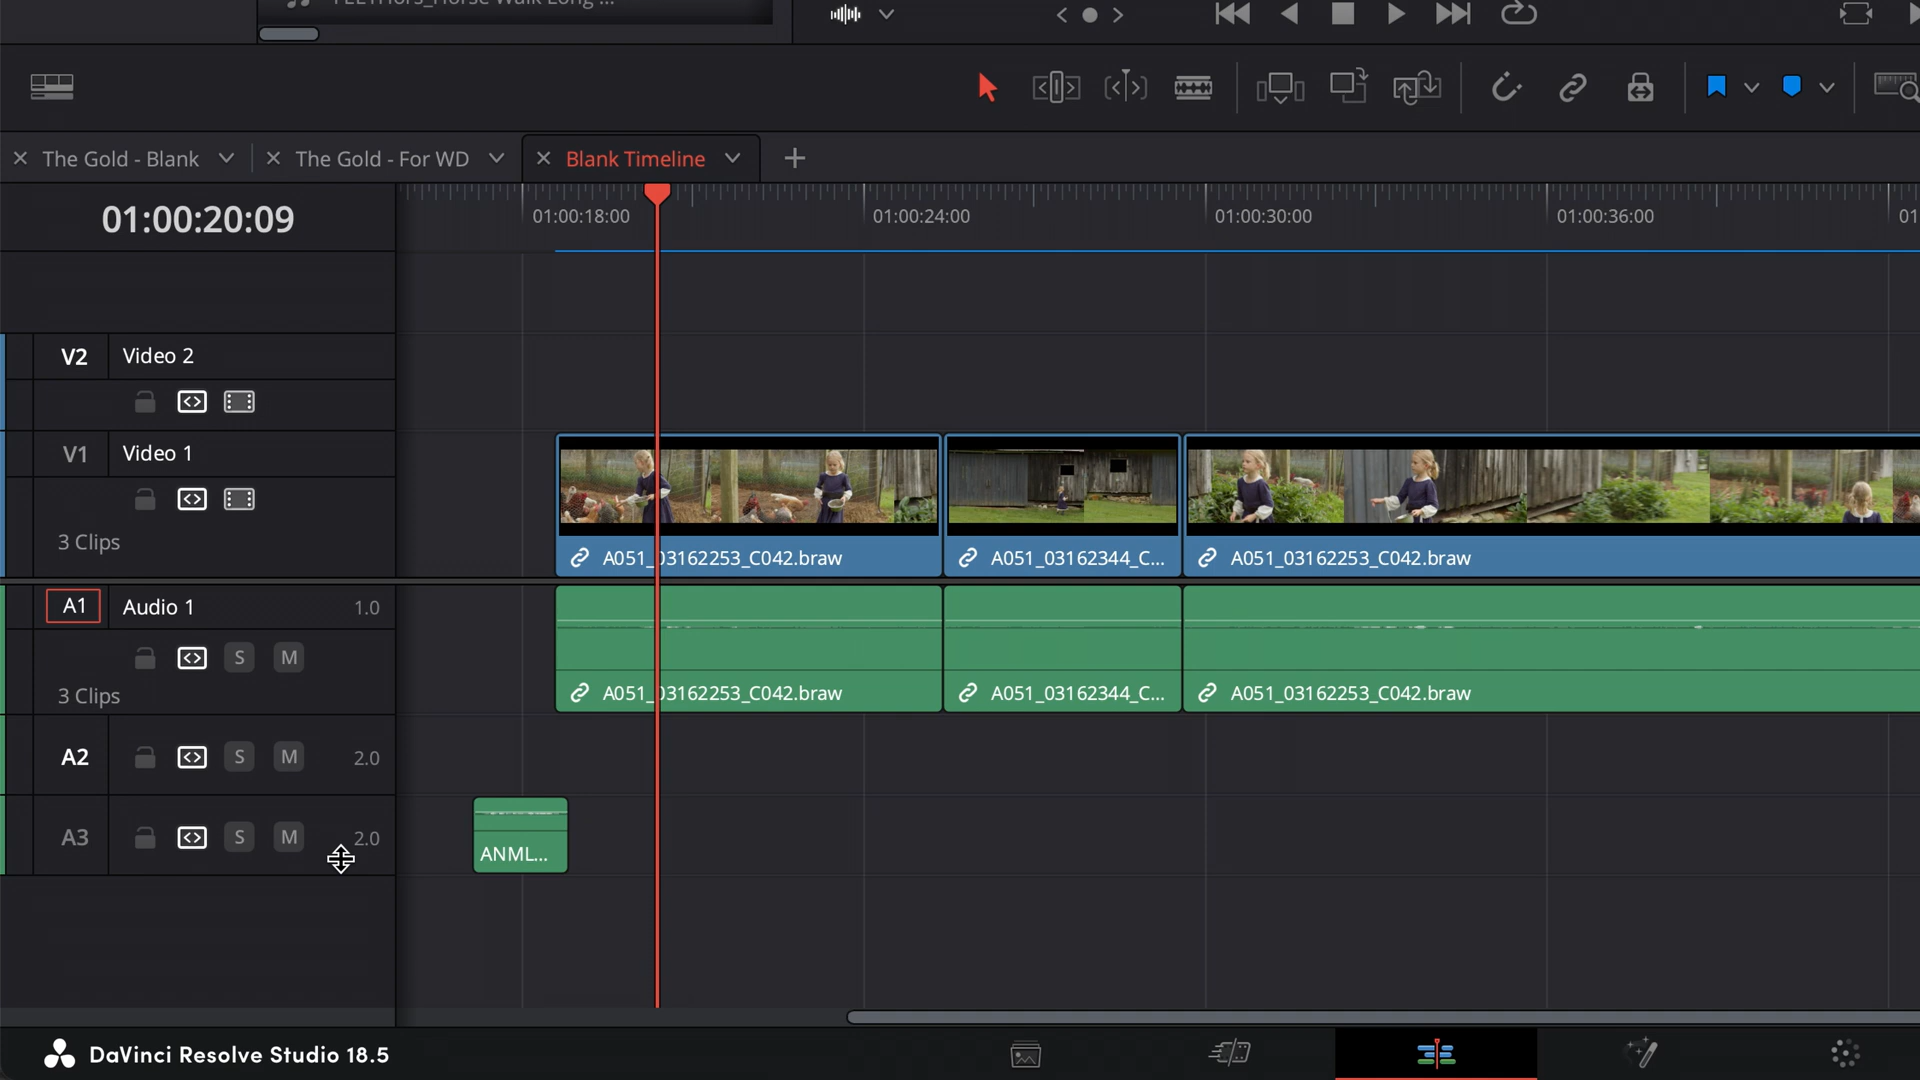 The Gold - Blank
The Gold - For WD
Blank Timeline
01:00:20:09
01:00:18:00
01:00:24:00
01:00:30:00
01:00:36:00
01
V2
Video 2
V1
Video 1
3 Clips
A051_03162253_C042.braw
A051_03162344_C...
A051_03162253_C042.braw
A1
Audio 1
1.0
S
M
3 Clips
A051_03162253_C042.braw
A051_03162344_C...
A051_03162253_C042.braw
A2
S
M
2.0
A3
S
M
2.0
ANML...
DaVinci Resolve Studio 18.5